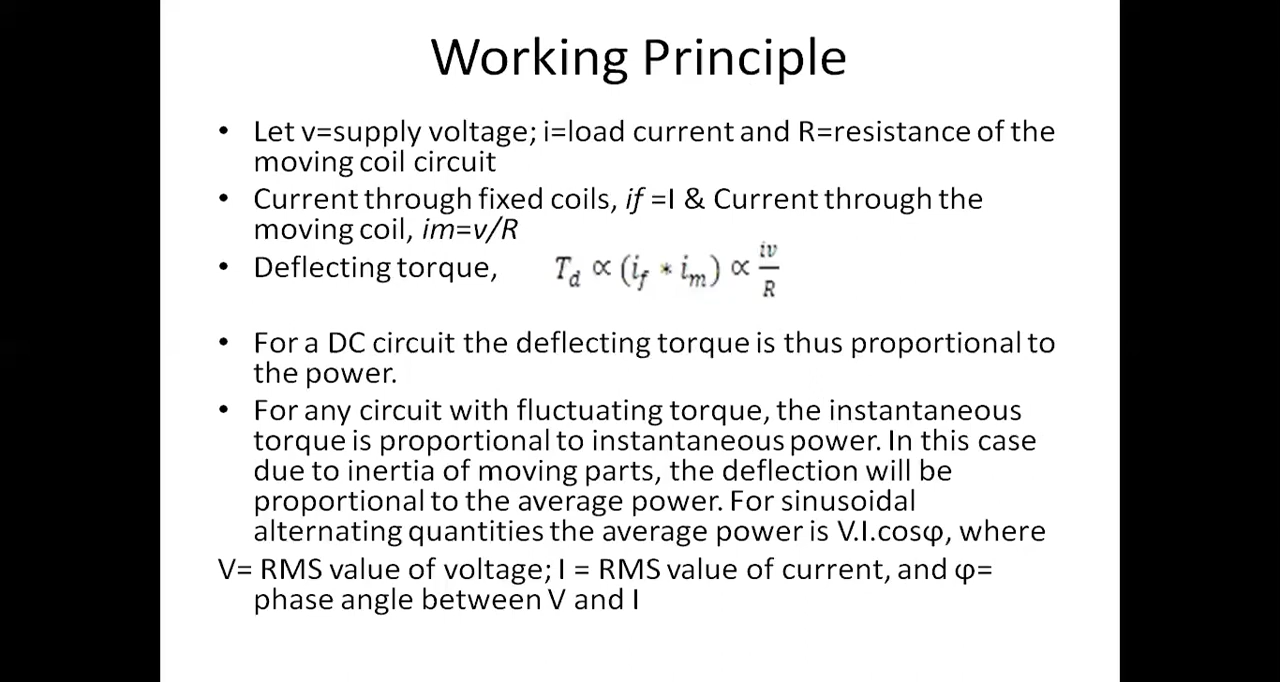 Working Principle
• Let v=supply voltage; i=load current and R=resistance of the
moving coil circuit
• Current through fixed coils, if =I & Current through the
moving coil, im=v/R
• Deflecting torque, T_d ∝ (i_f * i_m) ∝ iv/R
• For a DC circuit the deflecting torque is thus proportional to
the power.
• For any circuit with fluctuating torque, the instantaneous
torque is proportional to instantaneous power. In this case
due to inertia of moving parts, the deflection will be
proportional to the average power. For sinusoidal
alternating quantities the average power is V.I.cosφ, where
V= RMS value of voltage; I = RMS value of current, and φ=
phase angle between V and I